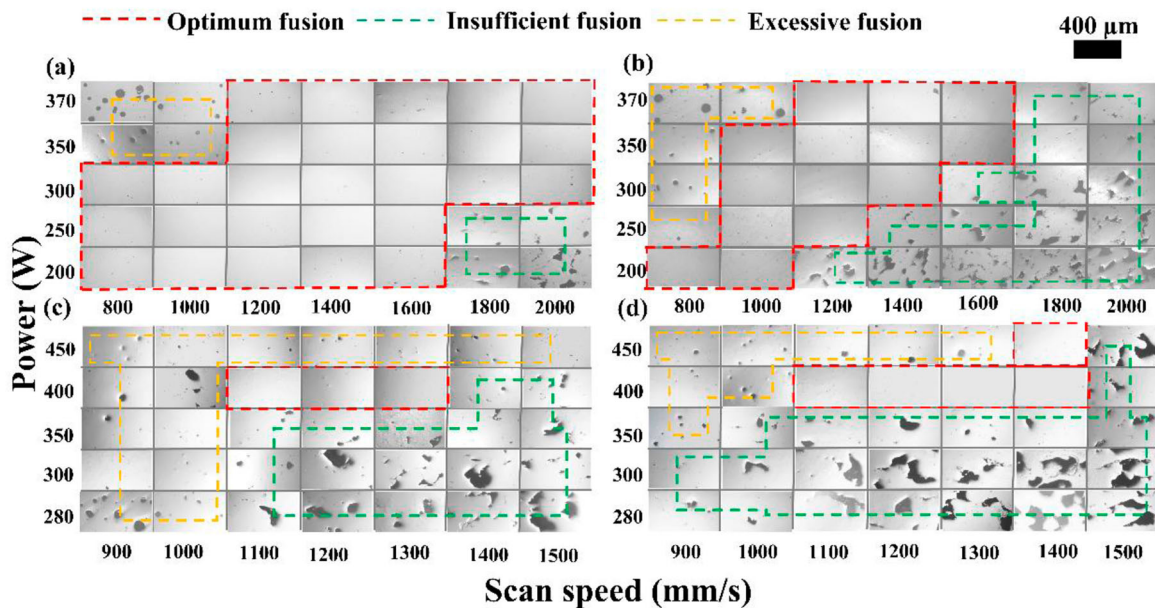 Optimum fusion Insufficient fusion Excessive fusion
400 μm
(a) (b)
370 370
350 350
300 300
250 250
200 200
800 1000 1200 1400 1600 1800 2000 800 1000 1200 1400 1600 1800 2000
Power (W)
(c) (d)
450 450
400 400
350 350
300 300
280 280
900 1000 1100 1200 1300 1400 1500 900 1000 1100 1200 1300 1400 1500
Scan speed (mm/s)